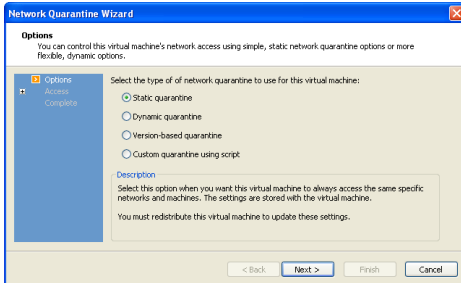 Network Quarantine Wizard
Options
You can control this virtual machine's network access using simple, static network quarantine options or more
flexible, dynamic options.
Options
Access
Complete
Select the type of of network quarantine to use for this virtual machine:
Static quarantine
Dynamic quarantine
Version-based quarantine
Custom quarantine using script
Description
Select this option when you want this virtual machine to always access the same specific
networks and machines. The settings are stored with the virtual machine.
You must redistribute this virtual machine to update these settings.
< Back
Next >
Finish
Cancel